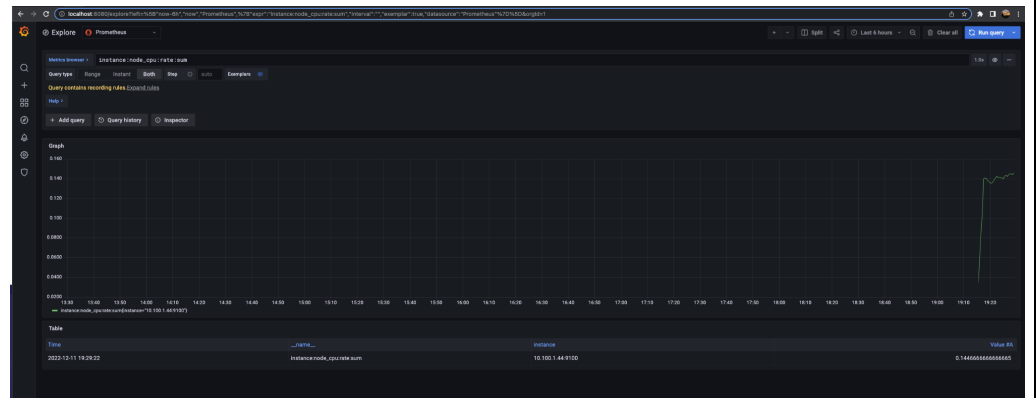 localhost:8080/explore?left=%5B"now-6h","now","Prometheus",%7B"expr":"instance:node_cpu:rate:sum","interval":"","exemplar":true,"datasource":"Prometheus"%7D%5D&orgId=1
Explore Prometheus Split Last 6 hours Clear all Run query
Metrics browser > instance:node_cpu:rate:sum 1.0s
Query type Range Instant Both Step auto Exemplars
Query contains recording rules. Expand rules
Help >
+ Add query Query history Inspector
Graph
0.160
0.140
0.120
0.100
0.0800
0.0600
0.0400
0.0200
13:30 13:40 13:50 14:00 14:10 14:20 14:30 14:40 14:50 15:00 15:10 15:20 15:30 15:40 15:50 16:00 16:10 16:20 16:30 16:40 16:50 17:00 17:10 17:20 17:30 17:40 17:50 18:00 18:10 18:20 18:30 18:40 18:50 19:00 19:10 19:20
instance:node_cpu:rate:sum{instance="10.100.1.44:9100"}
Table
Time __name__ instance Value #A
2022-12-11 19:29:22 instance:node_cpu:rate:sum 10.100.1.44:9100 0.1446666666666665